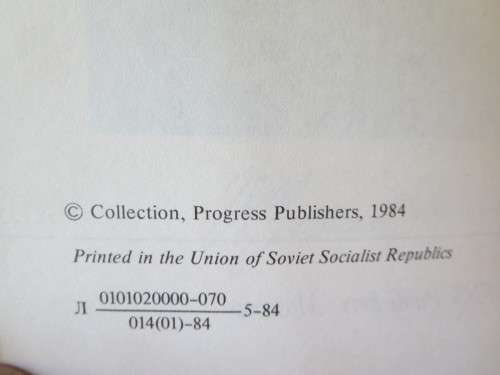 © Collection, Progress Publishers, 1984
Printed in the Union of Soviet Socialist Republics
Л 0101020000–070
014(01)–84 –5–84